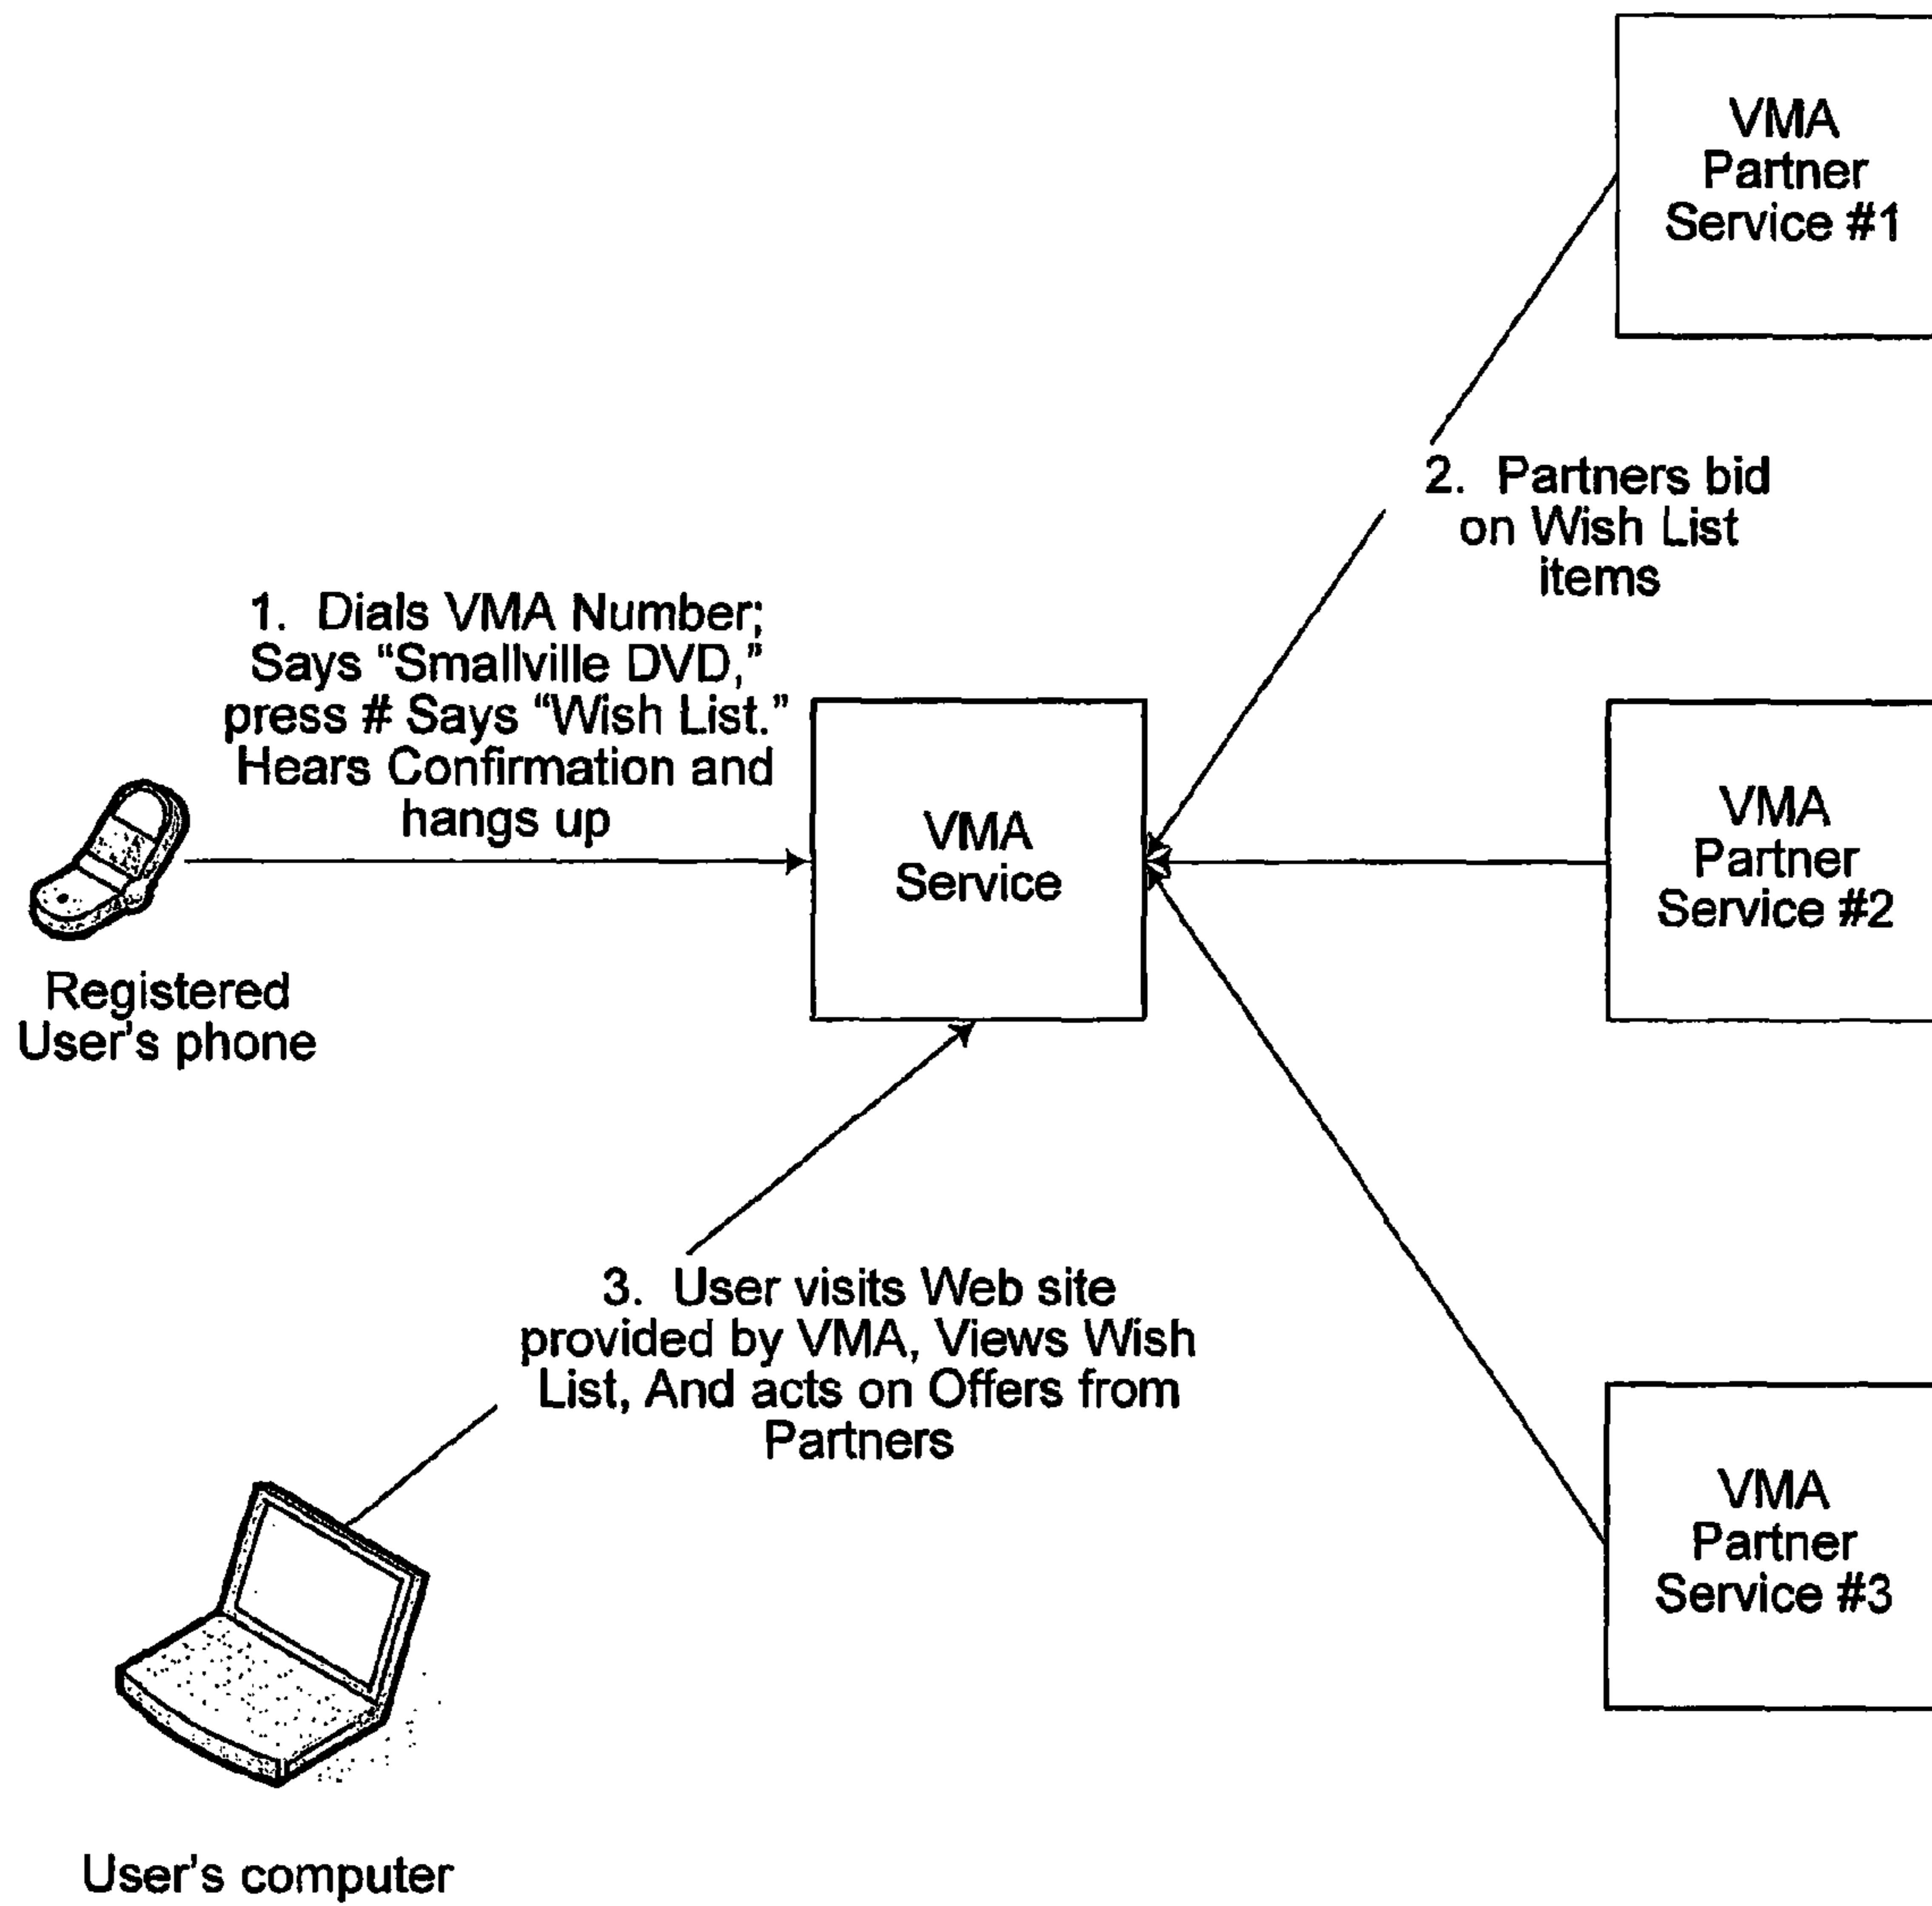 VMA
Partner
Service #1
2. Partners bid
on Wish List
items
1. Dials VMA Number;
Says “Smallville DVD,”
press # Says “Wish List.”
Hears Confirmation and
hangs up
VMA
Service
VMA
Partner
Service #2
Registered
User's phone
3. User visits Web site
provided by VMA, Views Wish
List, And acts on Offers from
Partners
VMA
Partner
Service #3
User's computer